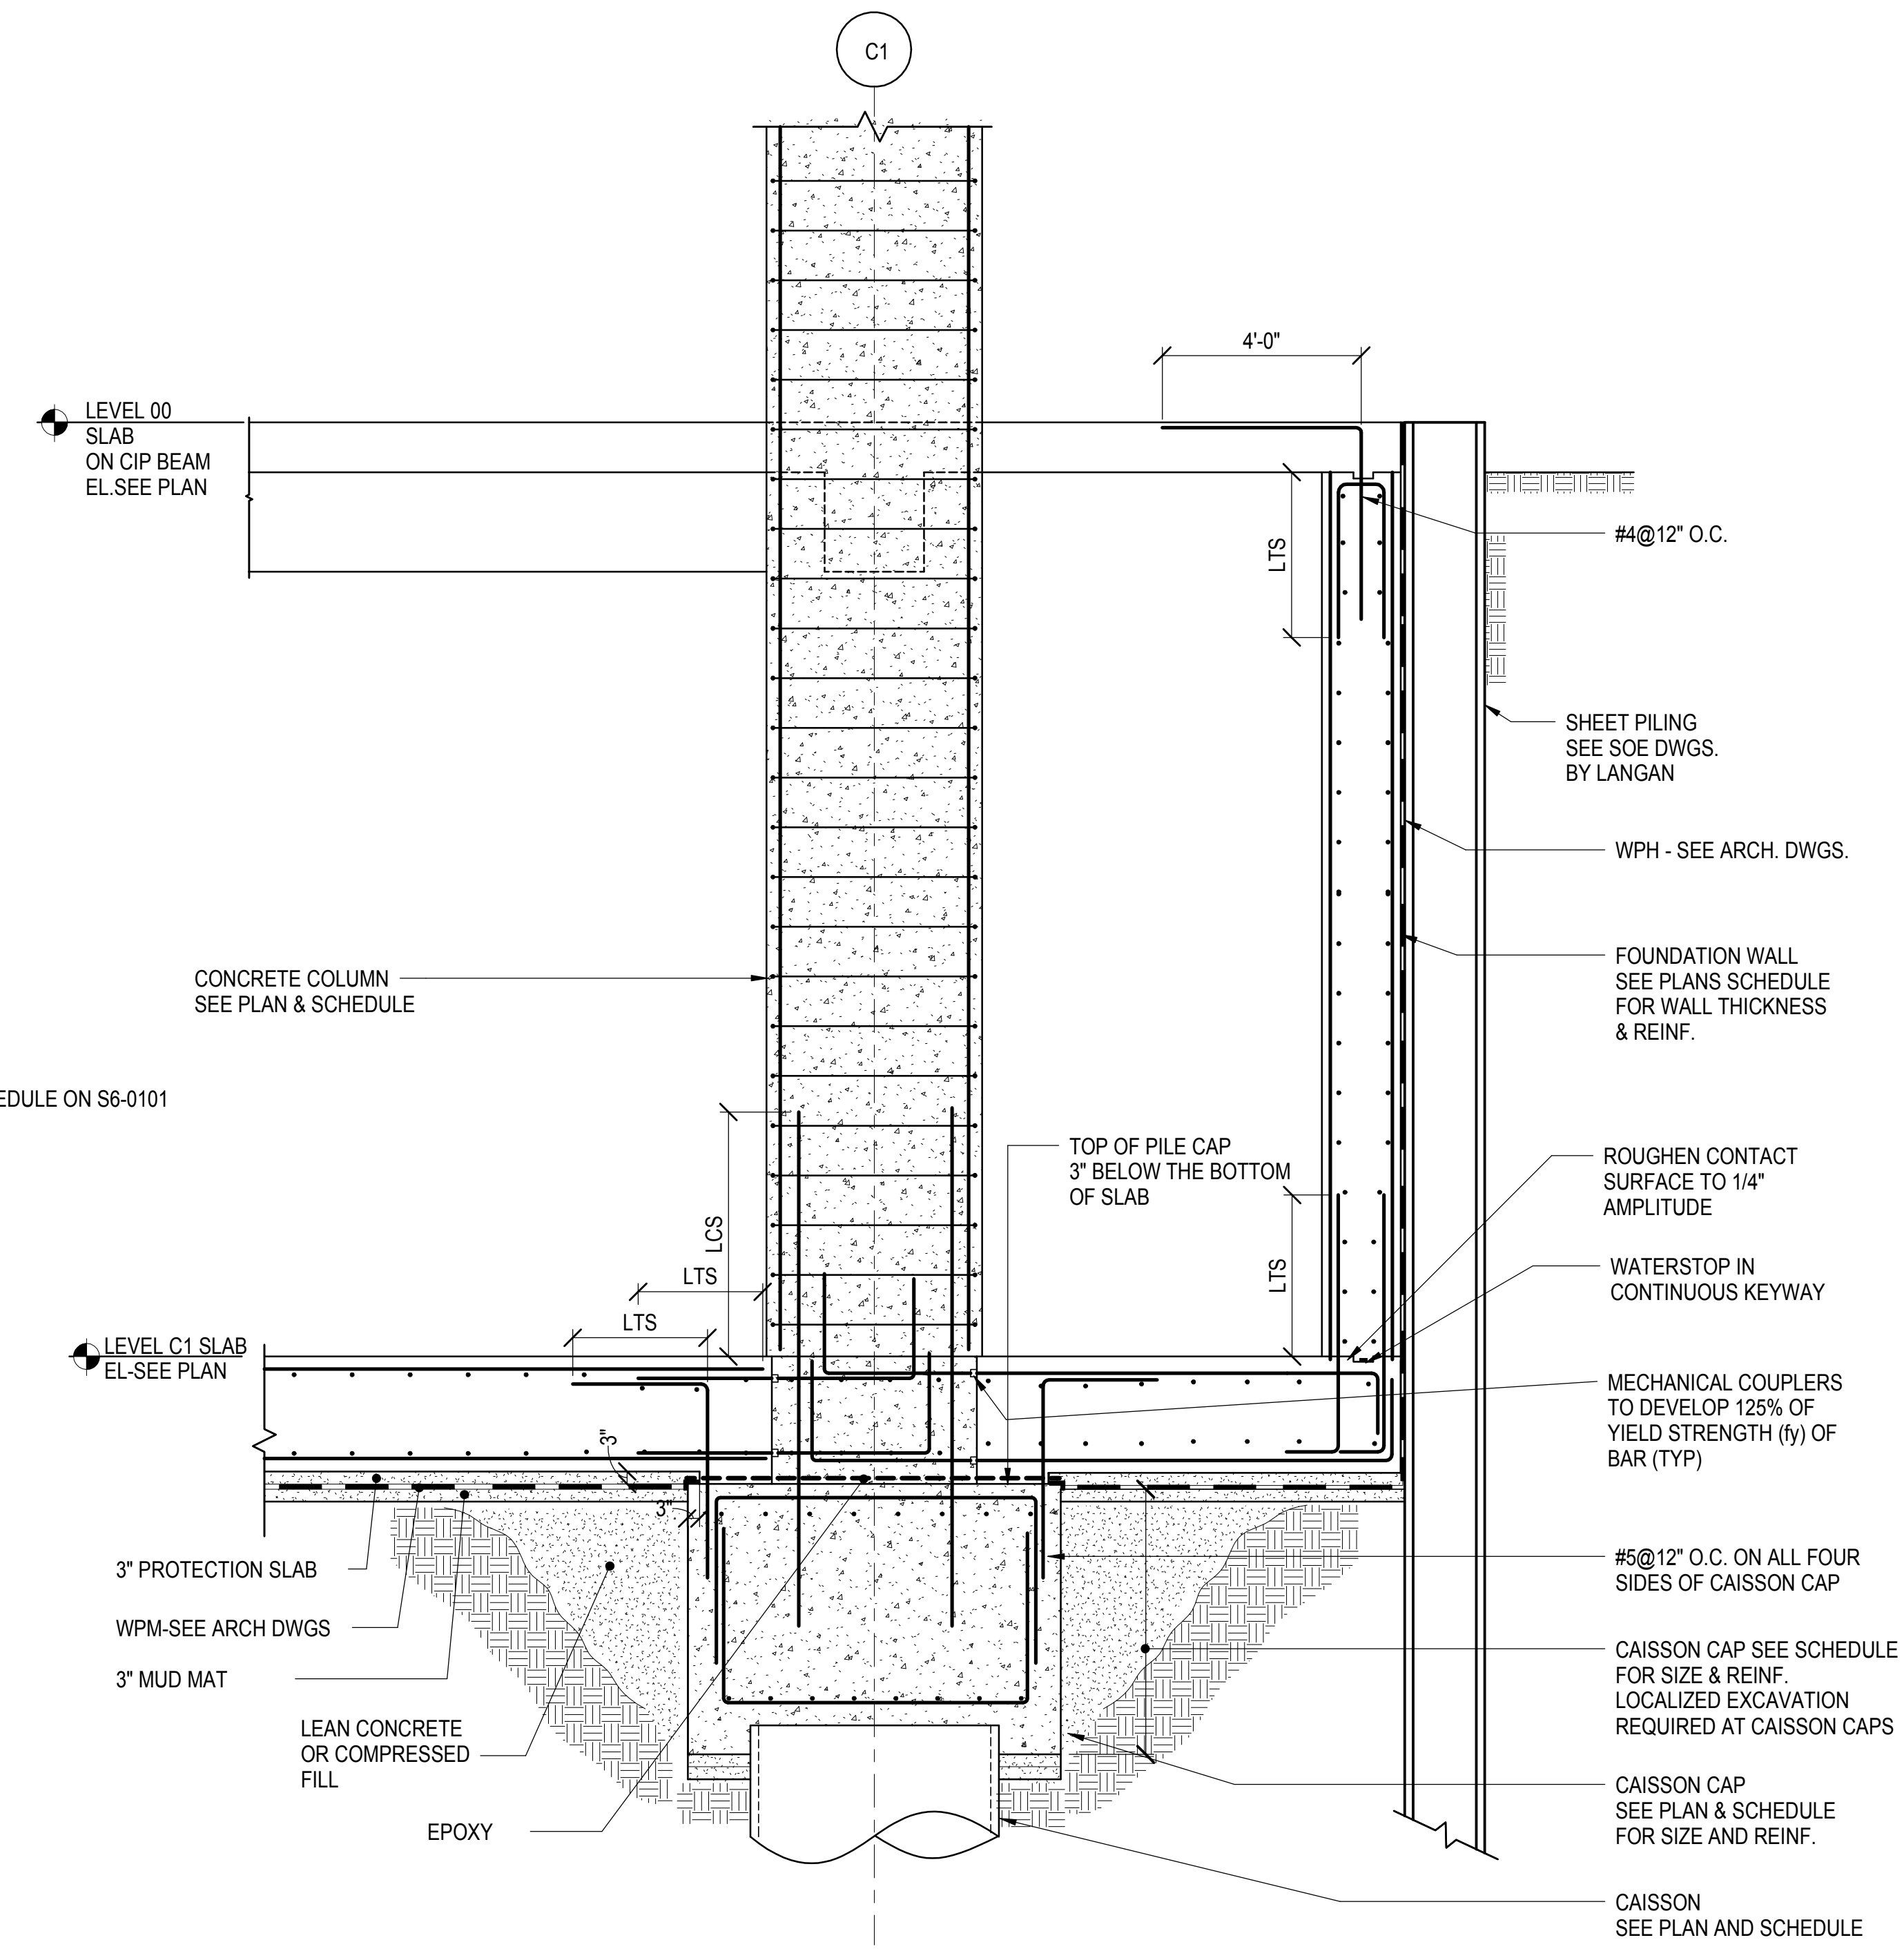 C1
4'-0"
LEVEL 00
SLAB
ON CIP BEAM
EL.SEE PLAN
#4@12" O.C.
LTS
SHEET PILING
SEE SOE DWGS.
BY LANGAN
WPH - SEE ARCH. DWGS.
FOUNDATION WALL
SEE PLANS SCHEDULE
FOR WALL THICKNESS
& REINF.
CONCRETE COLUMN
SEE PLAN & SCHEDULE
EDULE ON S6-0101
TOP OF PILE CAP
3" BELOW THE BOTTOM
OF SLAB
ROUGHEN CONTACT
SURFACE TO 1/4"
AMPLITUDE
LCS
LTS
LTS
LTS
WATERSTOP IN
CONTINUOUS KEYWAY
LEVEL C1 SLAB
EL-SEE PLAN
MECHANICAL COUPLERS
TO DEVELOP 125% OF
YIELD STRENGTH (fy) OF
BAR (TYP)
3"
3"
3" PROTECTION SLAB
WPM-SEE ARCH DWGS
3" MUD MAT
LEAN CONCRETE
OR COMPRESSED
FILL
EPOXY
#5@12" O.C. ON ALL FOUR
SIDES OF CAISSON CAP
CAISSON CAP SEE SCHEDULE
FOR SIZE & REINF.
LOCALIZED EXCAVATION
REQUIRED AT CAISSON CAPS
CAISSON CAP
SEE PLAN & SCHEDULE
FOR SIZE AND REINF.
CAISSON
SEE PLAN AND SCHEDULE